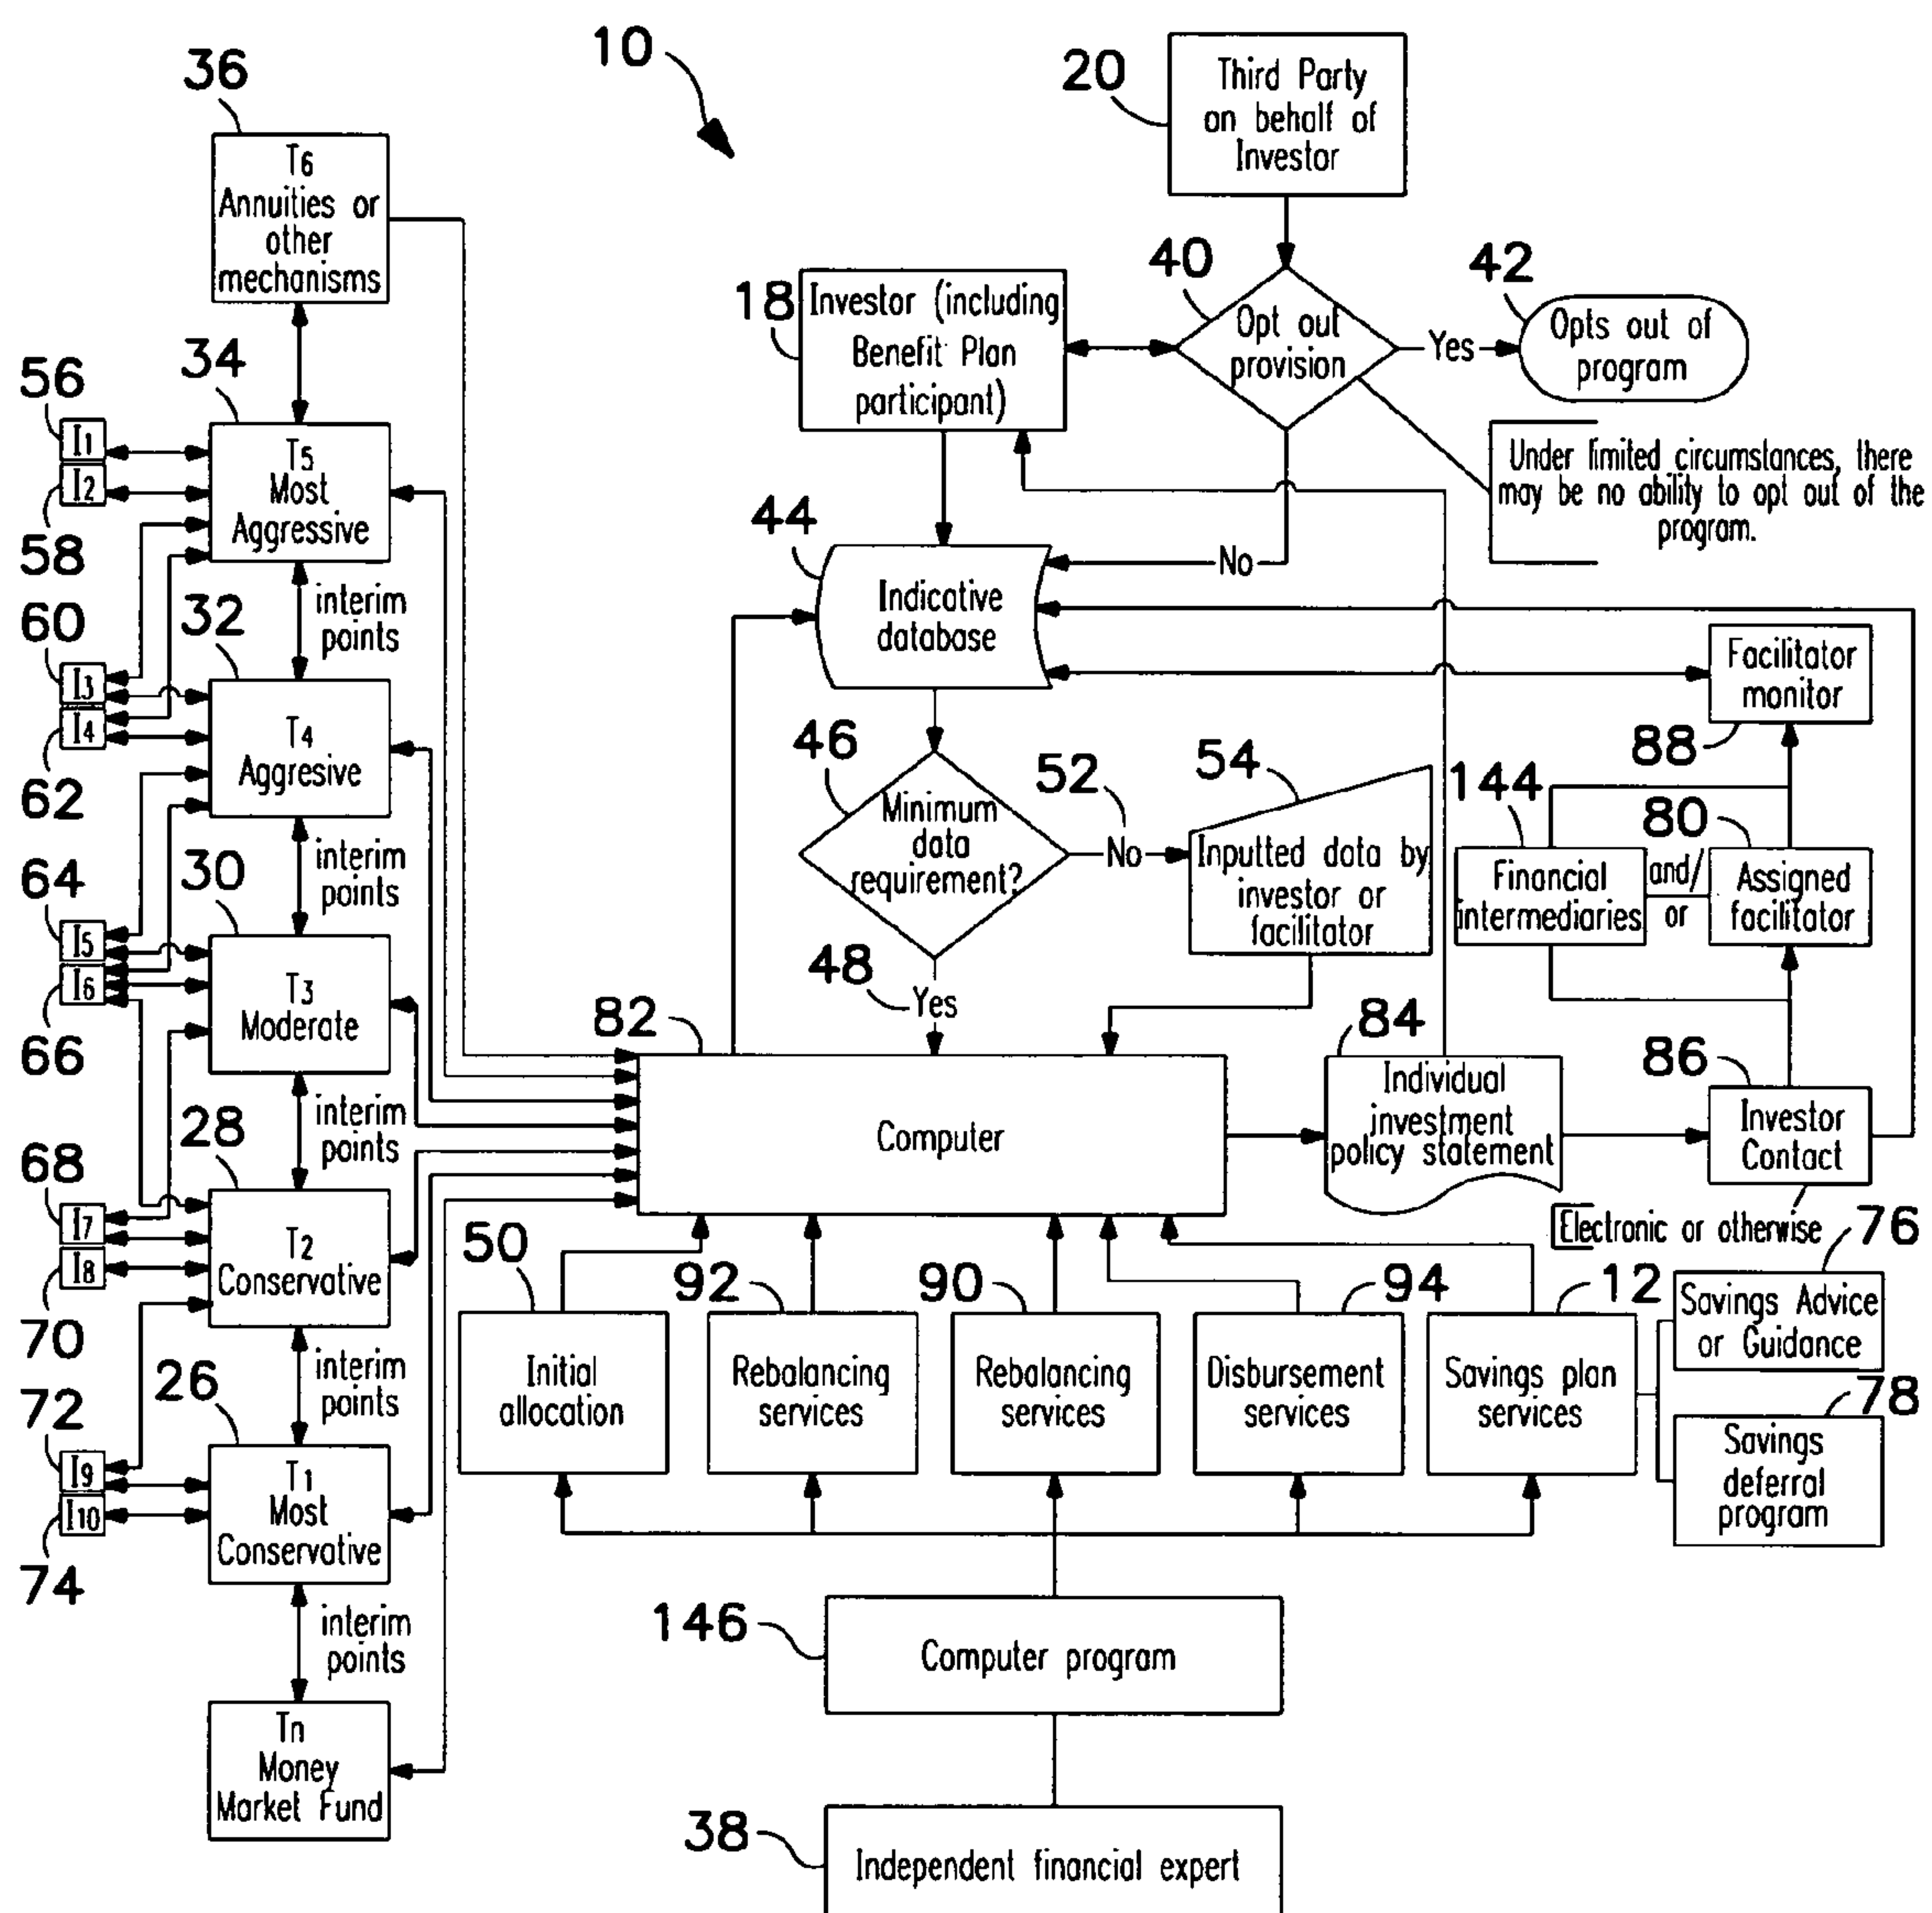 10
20
Third Party
on behalf of
Investor
36
T6
Annuities or
other
mechanisms
18
Investor (including
Benefit Plan
participant)
40
Opt out
provision
Yes
42
Opts out of
program
Under limited circumstances, there
may be no ability to opt out of the
program.
No
34
T5
Most
Aggressive
56
I1
I2
58
interim
points
44
Indicative
database
60
I3
I4
62
32
T4
Aggresive
interim
points
46
Minimum
data
requirement?
52
No
54
Inputted data by
investor or
facilitator
48
Yes
Facilitator
monitor
88
144
Financial
intermediaries
and/
or
80
Assigned
facilitator
64
I5
I6
66
30
T3
Moderate
interim
points
82
Computer
84
Individual
investment
policy statement
86
Investor
Contact
Electronic or otherwise
68
I7
I8
70
28
T2
Conservative
interim
points
50
Initial
allocation
92
Rebalancing
services
90
Rebalancing
services
94
Disbursement
services
12
Savings plan
services
76
Savings Advice
or Guidance
78
Savings
deferral
program
72
I9
I10
74
26
T1
Most
Conservative
interim
points
Tn
Money
Market Fund
146
Computer program
38
Independent financial expert